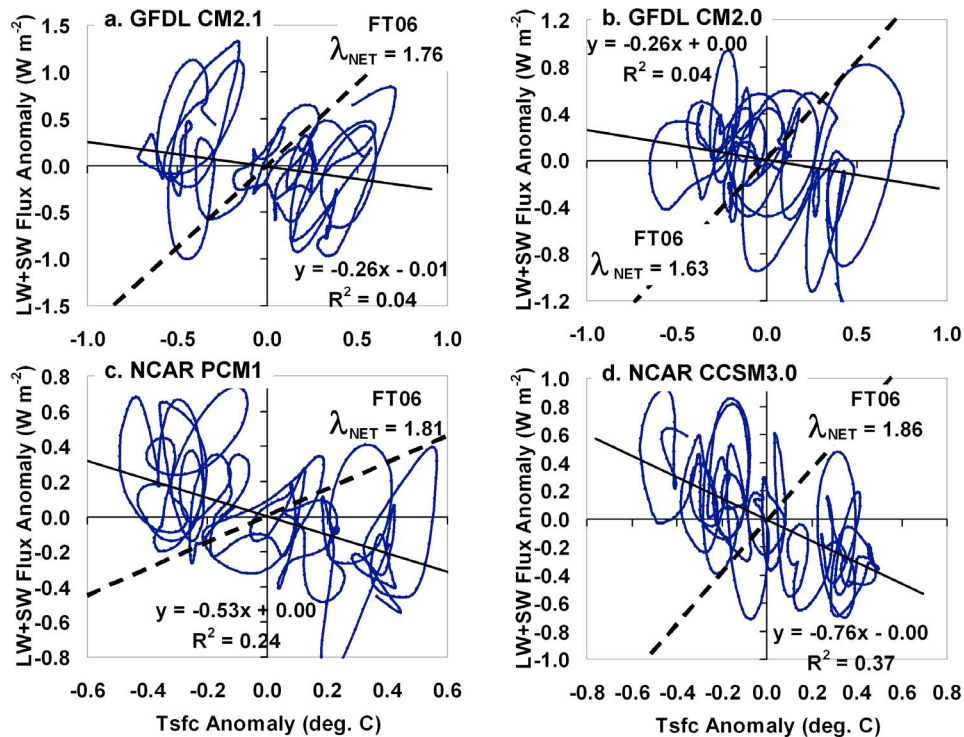 a. GFDL CM2.1
FT06
λNET = 1.76
y = -0.26x - 0.01
R² = 0.04
LW+SW Flux Anomaly (W m⁻²)
1.5
1.0
0.5
0.0
-0.5
-1.0
-1.5
-1.0 -0.5 0.0 0.5 1.0
b. GFDL CM2.0
y = -0.26x + 0.00
R² = 0.04
FT06
λNET = 1.63
LW+SW Flux Anomaly (W m⁻²)
1.2
0.8
0.4
0.0
-0.4
-0.8
-1.2
-1.0 -0.5 0.0 0.5 1.0
c. NCAR PCM1
FT06
λNET = 1.81
y = -0.53x + 0.00
R² = 0.24
LW+SW Flux Anomaly (W m⁻²)
0.8
0.6
0.4
0.2
0.0
-0.2
-0.4
-0.6
-0.8
-0.6 -0.4 -0.2 0.0 0.2 0.4 0.6
Tsfc Anomaly (deg. C)
d. NCAR CCSM3.0
FT06
λNET = 1.86
y = -0.76x - 0.00
R² = 0.37
LW+SW Flux Anomaly (W m⁻²)
1.0
0.8
0.6
0.4
0.2
0.0
-0.2
-0.4
-0.6
-0.8
-1.0
-0.8 -0.6 -0.4 -0.2 0.0 0.2 0.4 0.6 0.8
Tsfc Anomaly (deg. C)